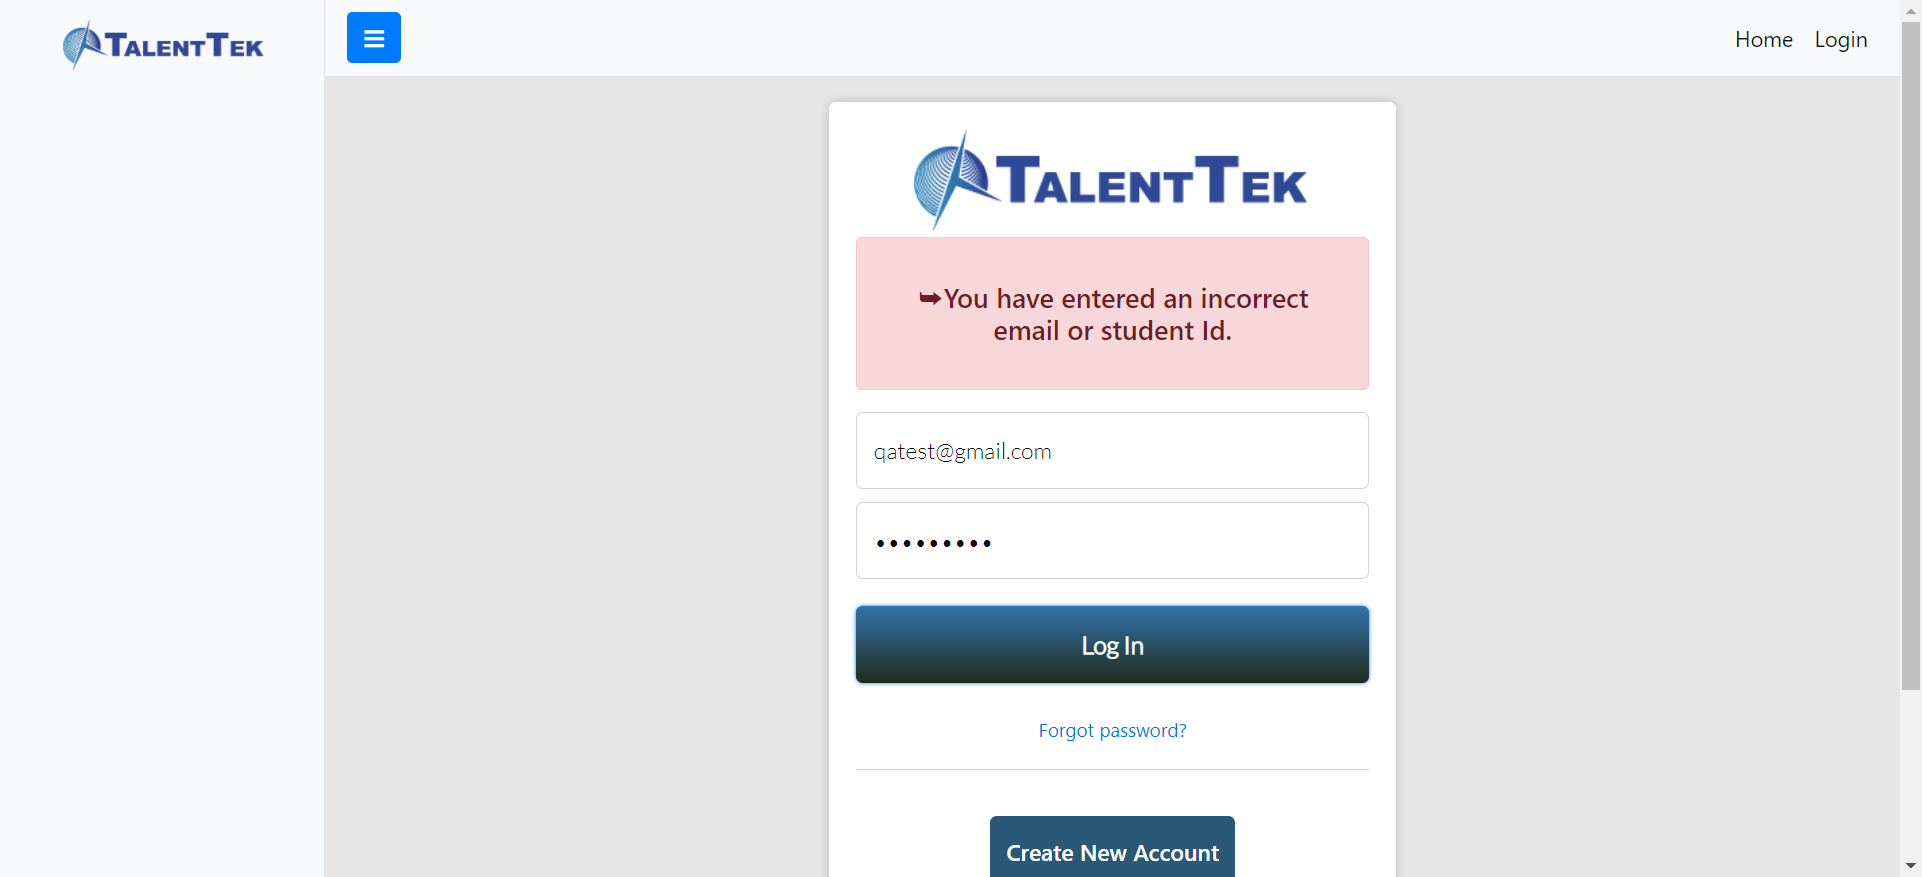 TALENTTEK
Home Login
TALENTTEK
➥You have entered an incorrect
email or student Id.
qatest@gmail.com
•••••••••
Log In
Forgot password?
Create New Account